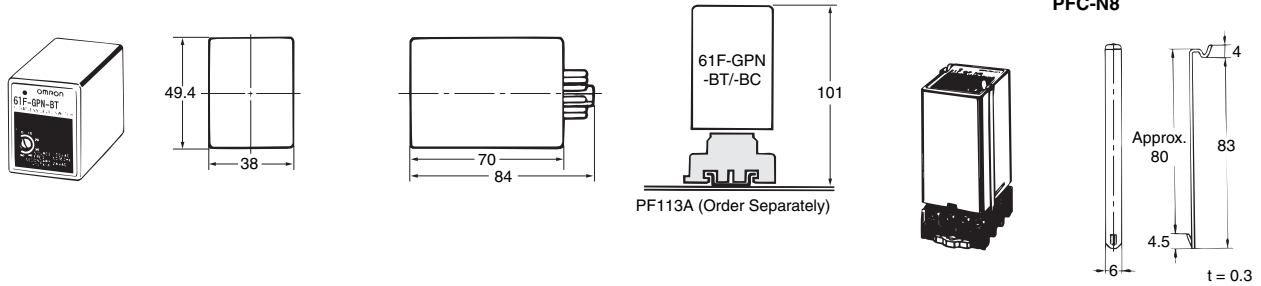 PFC-N8
OMRON
61F-GPN-BT
49.4
38
70
84
61F-GPN
-BT/-BC
101
PF113A (Order Separately)
4
Approx.
80
83
4.5
6
t = 0.3